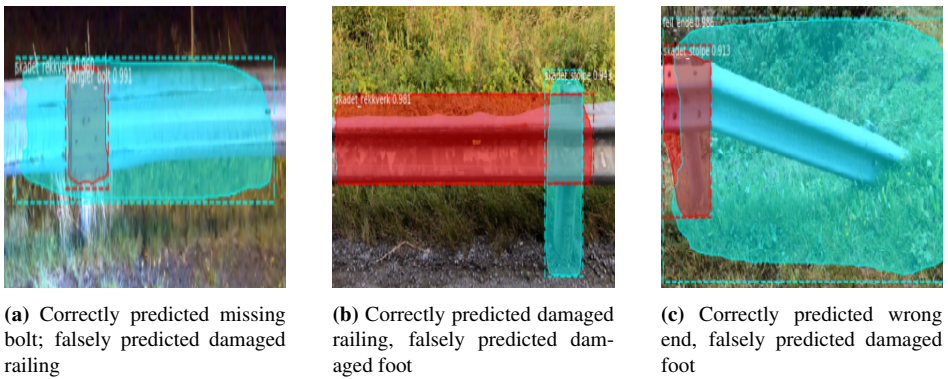 skadet_rekkverk
mangler_bolt 0.991
skadet_rekkverk 0.981
skadet_stolpe 0.943
feil_ende 0.986
skadet_stolpe 0.913
(a) Correctly predicted missing
bolt; falsely predicted damaged
railing
(b) Correctly predicted damaged
railing, falsely predicted dam-
aged foot
(c) Correctly predicted wrong
end, falsely predicted damaged
foot